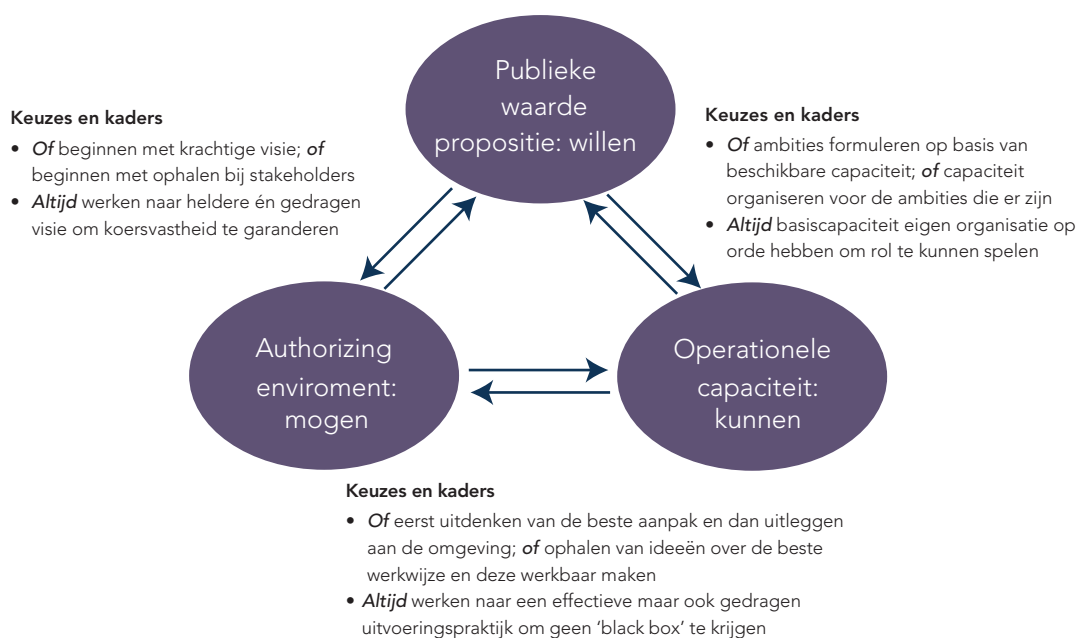 Publieke
waarde
propositie: willen
Keuzes en kaders
• Of beginnen met krachtige visie; of
beginnen met ophalen bij stakeholders
• Altijd werken naar heldere én gedragen
visie om koersvastheid te garanderen
Keuzes en kaders
• Of ambities formuleren op basis van
beschikbare capaciteit; of capaciteit
organiseren voor de ambities die er zijn
• Altijd basiscapaciteit eigen organisatie op
orde hebben om rol te kunnen spelen
Authorizing
enviroment:
mogen
Operationele
capaciteit:
kunnen
Keuzes en kaders
• Of eerst uitdenken van de beste aanpak en dan uitleggen
aan de omgeving; of ophalen van ideeën over de beste
werkwijze en deze werkbaar maken
• Altijd werken naar een effectieve maar ook gedragen
uitvoeringspraktijk om geen ‘black box’ te krijgen